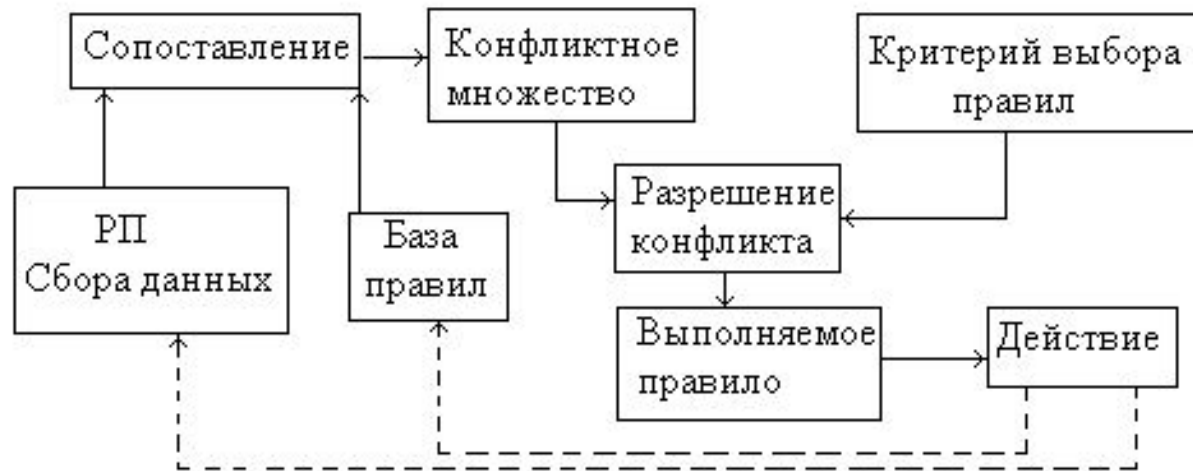 Сопоставление
Конфликтное
множество
Критерий выбора
правил
РП
Сбора данных
База
правил
Разрешение
конфликта
Выполняемое
правило
Действие